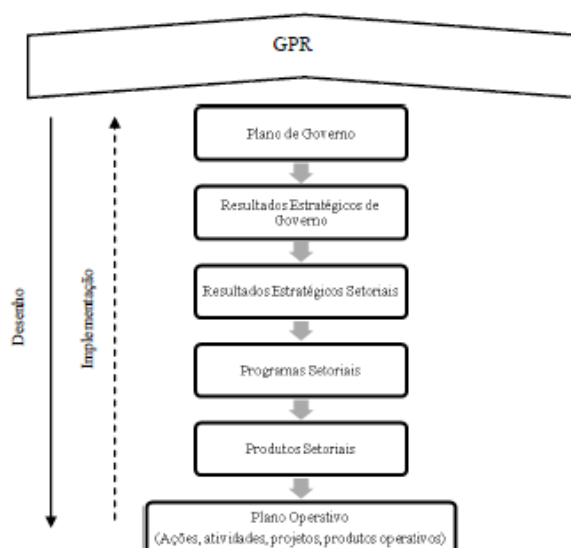 GPR
Plano de Governo
Resultados Estratégicos de
Governo
Resultados Estratégicos Setoriais
Programas Setoriais
Produtos Setoriais
Plano Operativo
(Ações, atividades, projetos, produtos operativos)
Desenho
Implementação